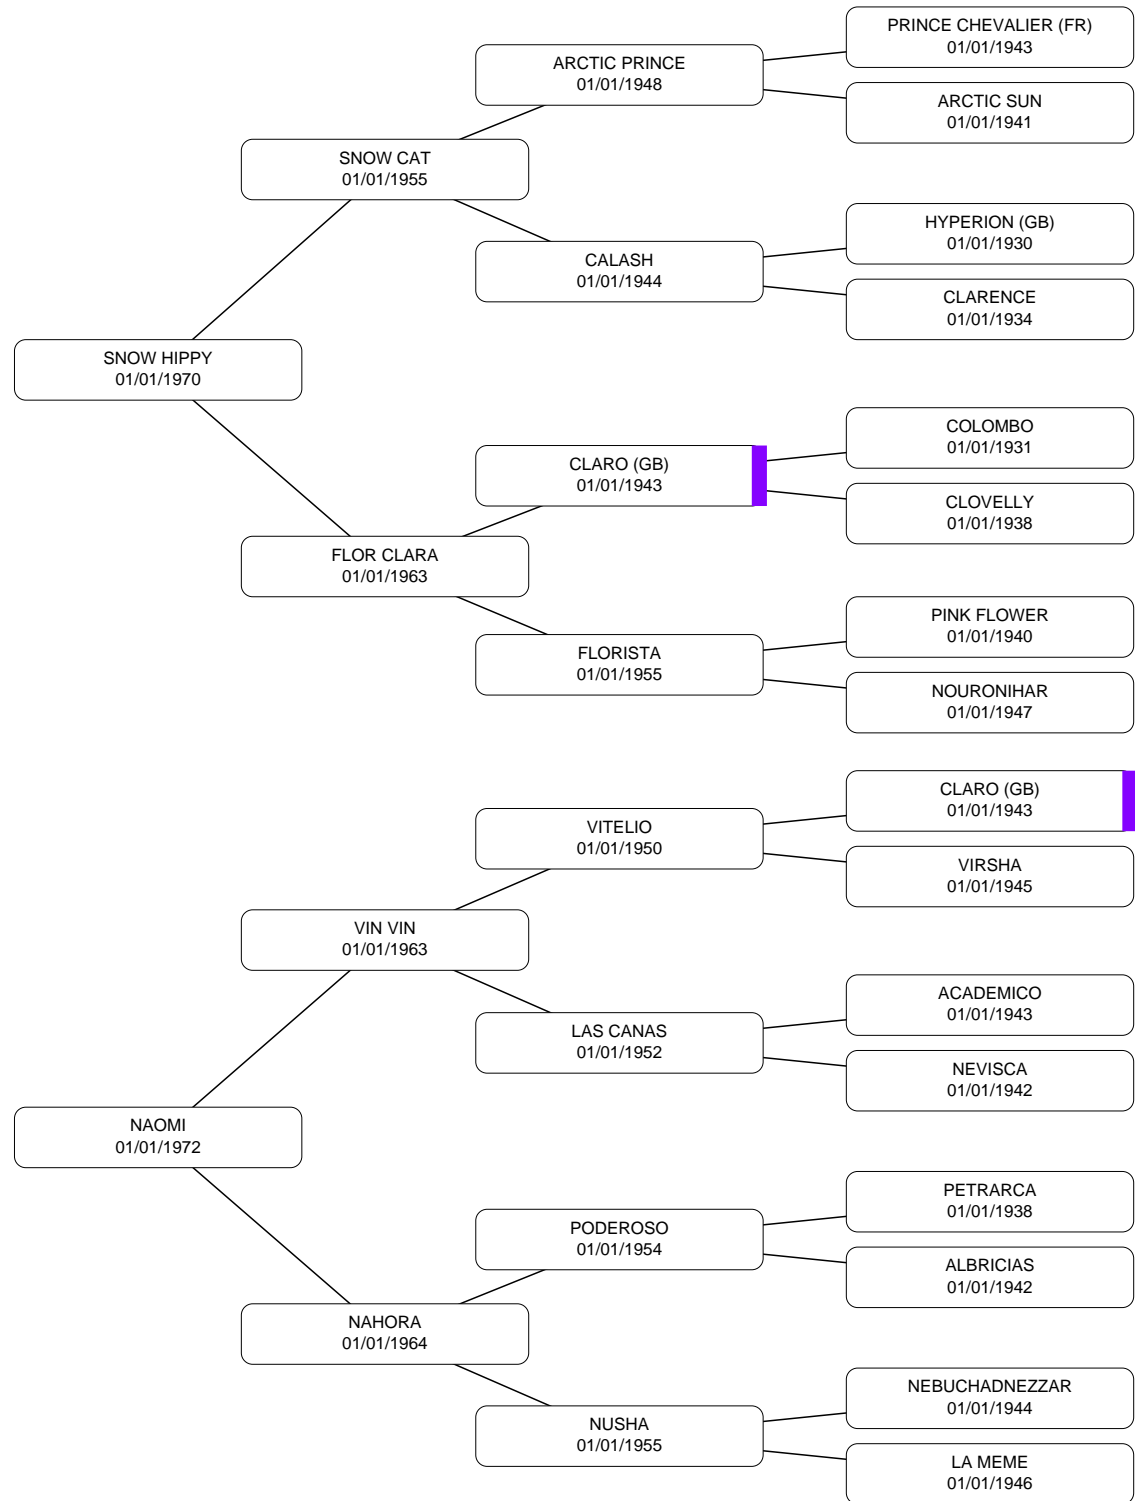 PRINCE CHEVALIER (FR)
01/01/1943
ARCTIC PRINCE
01/01/1948
ARCTIC SUN
01/01/1941
SNOW CAT
01/01/1955
HYPERION (GB)
01/01/1930
CALASH
01/01/1944
CLARENCE
01/01/1934
SNOW HIPPY
01/01/1970
COLOMBO
01/01/1931
CLARO (GB)
01/01/1943
CLOVELLY
01/01/1938
FLOR CLARA
01/01/1963
PINK FLOWER
01/01/1940
FLORISTA
01/01/1955
NOURONIHAR
01/01/1947
CLARO (GB)
01/01/1943
VITELIO
01/01/1950
VIRSHA
01/01/1945
VIN VIN
01/01/1963
ACADEMICO
01/01/1943
LAS CANAS
01/01/1952
NEVISCA
01/01/1942
NAOMI
01/01/1972
PETRARCA
01/01/1938
PODEROSO
01/01/1954
ALBRICIAS
01/01/1942
NAHORA
01/01/1964
NEBUCHADNEZZAR
01/01/1944
NUSHA
01/01/1955
LA MEME
01/01/1946